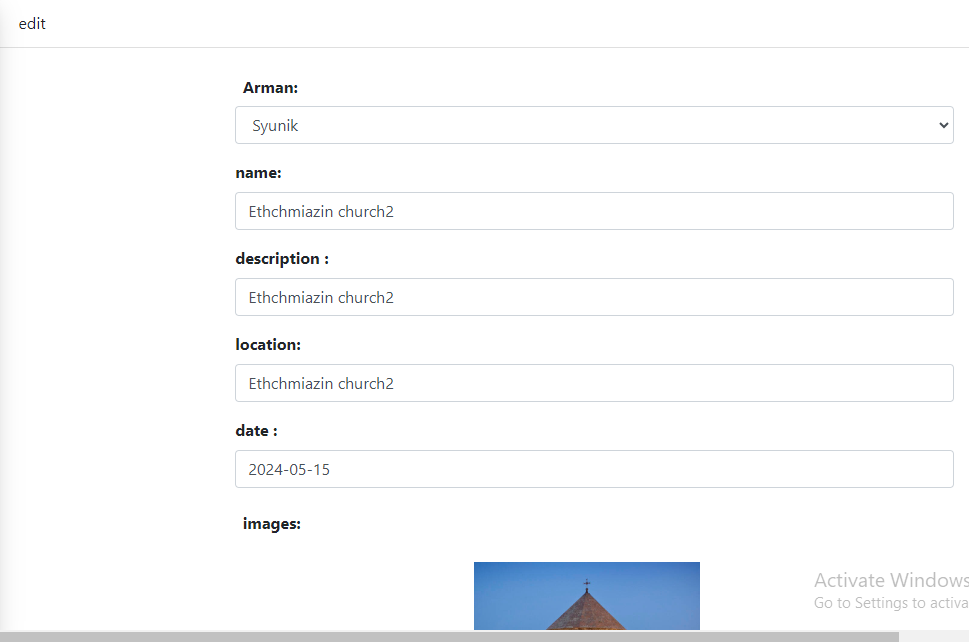 edit
Arman:
Syunik
name:
Ethchmiazin church2
description :
Ethchmiazin church2
location:
Ethchmiazin church2
date :
2024-05-15
images:
Activate Windows
Go to Settings to activa